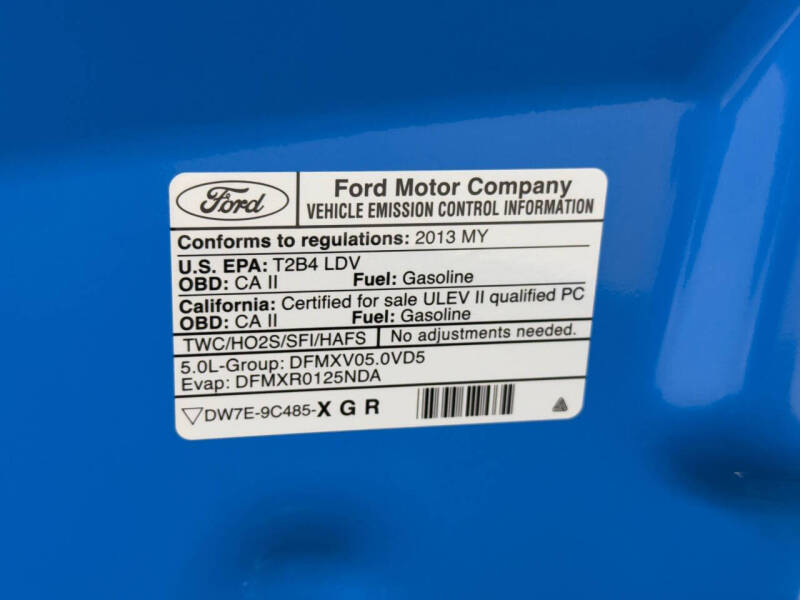 Ford
Ford Motor Company
VEHICLE EMISSION CONTROL INFORMATION
Conforms to regulations: 2013 MY
U.S. EPA: T2B4 LDV
OBD: CA II Fuel: Gasoline
California: Certified for sale ULEV II qualified PC
OBD: CA II Fuel: Gasoline
TWC/HO2S/SFI/HAFS No adjustments needed.
5.0L-Group: DFMXV05.0VD5
Evap: DFMXR0125NDA
DW7E-9C485-X G R